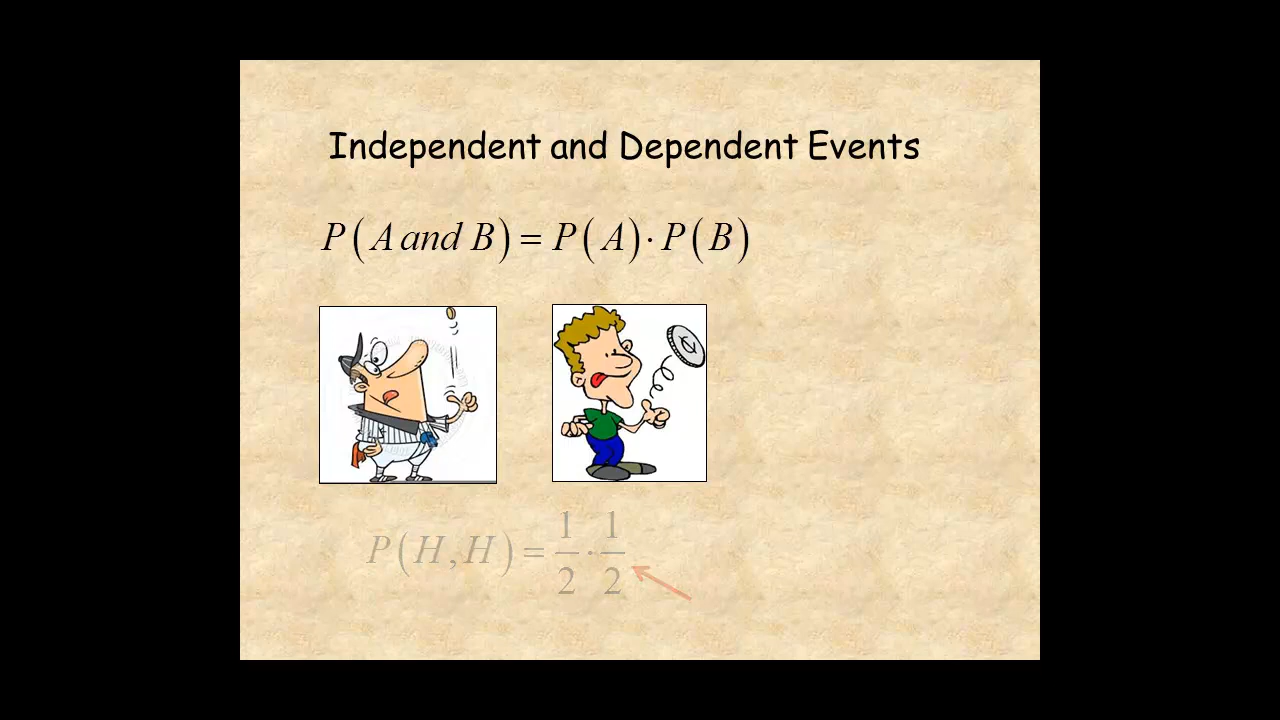 Independent and Dependent Events
P(A and B) = P(A)·P(B)
P(H,H) = 1/2 · 1/2